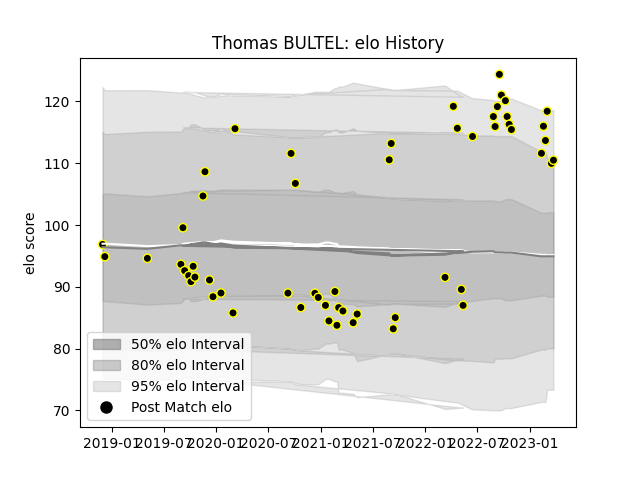 Thomas BULTEL: elo History
elo score
120
110
100
90
80
70
50% elo Interval
80% elo Interval
95% elo Interval
Post Match elo
2019-01 2019-07 2020-01 2020-07 2021-01 2021-07 2022-01 2022-07 2023-01